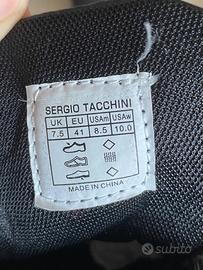 SERGIO TACCHINI
UK EU USAm USAw
7.5 41 8.5 10.0
MADE IN CHINA
subito